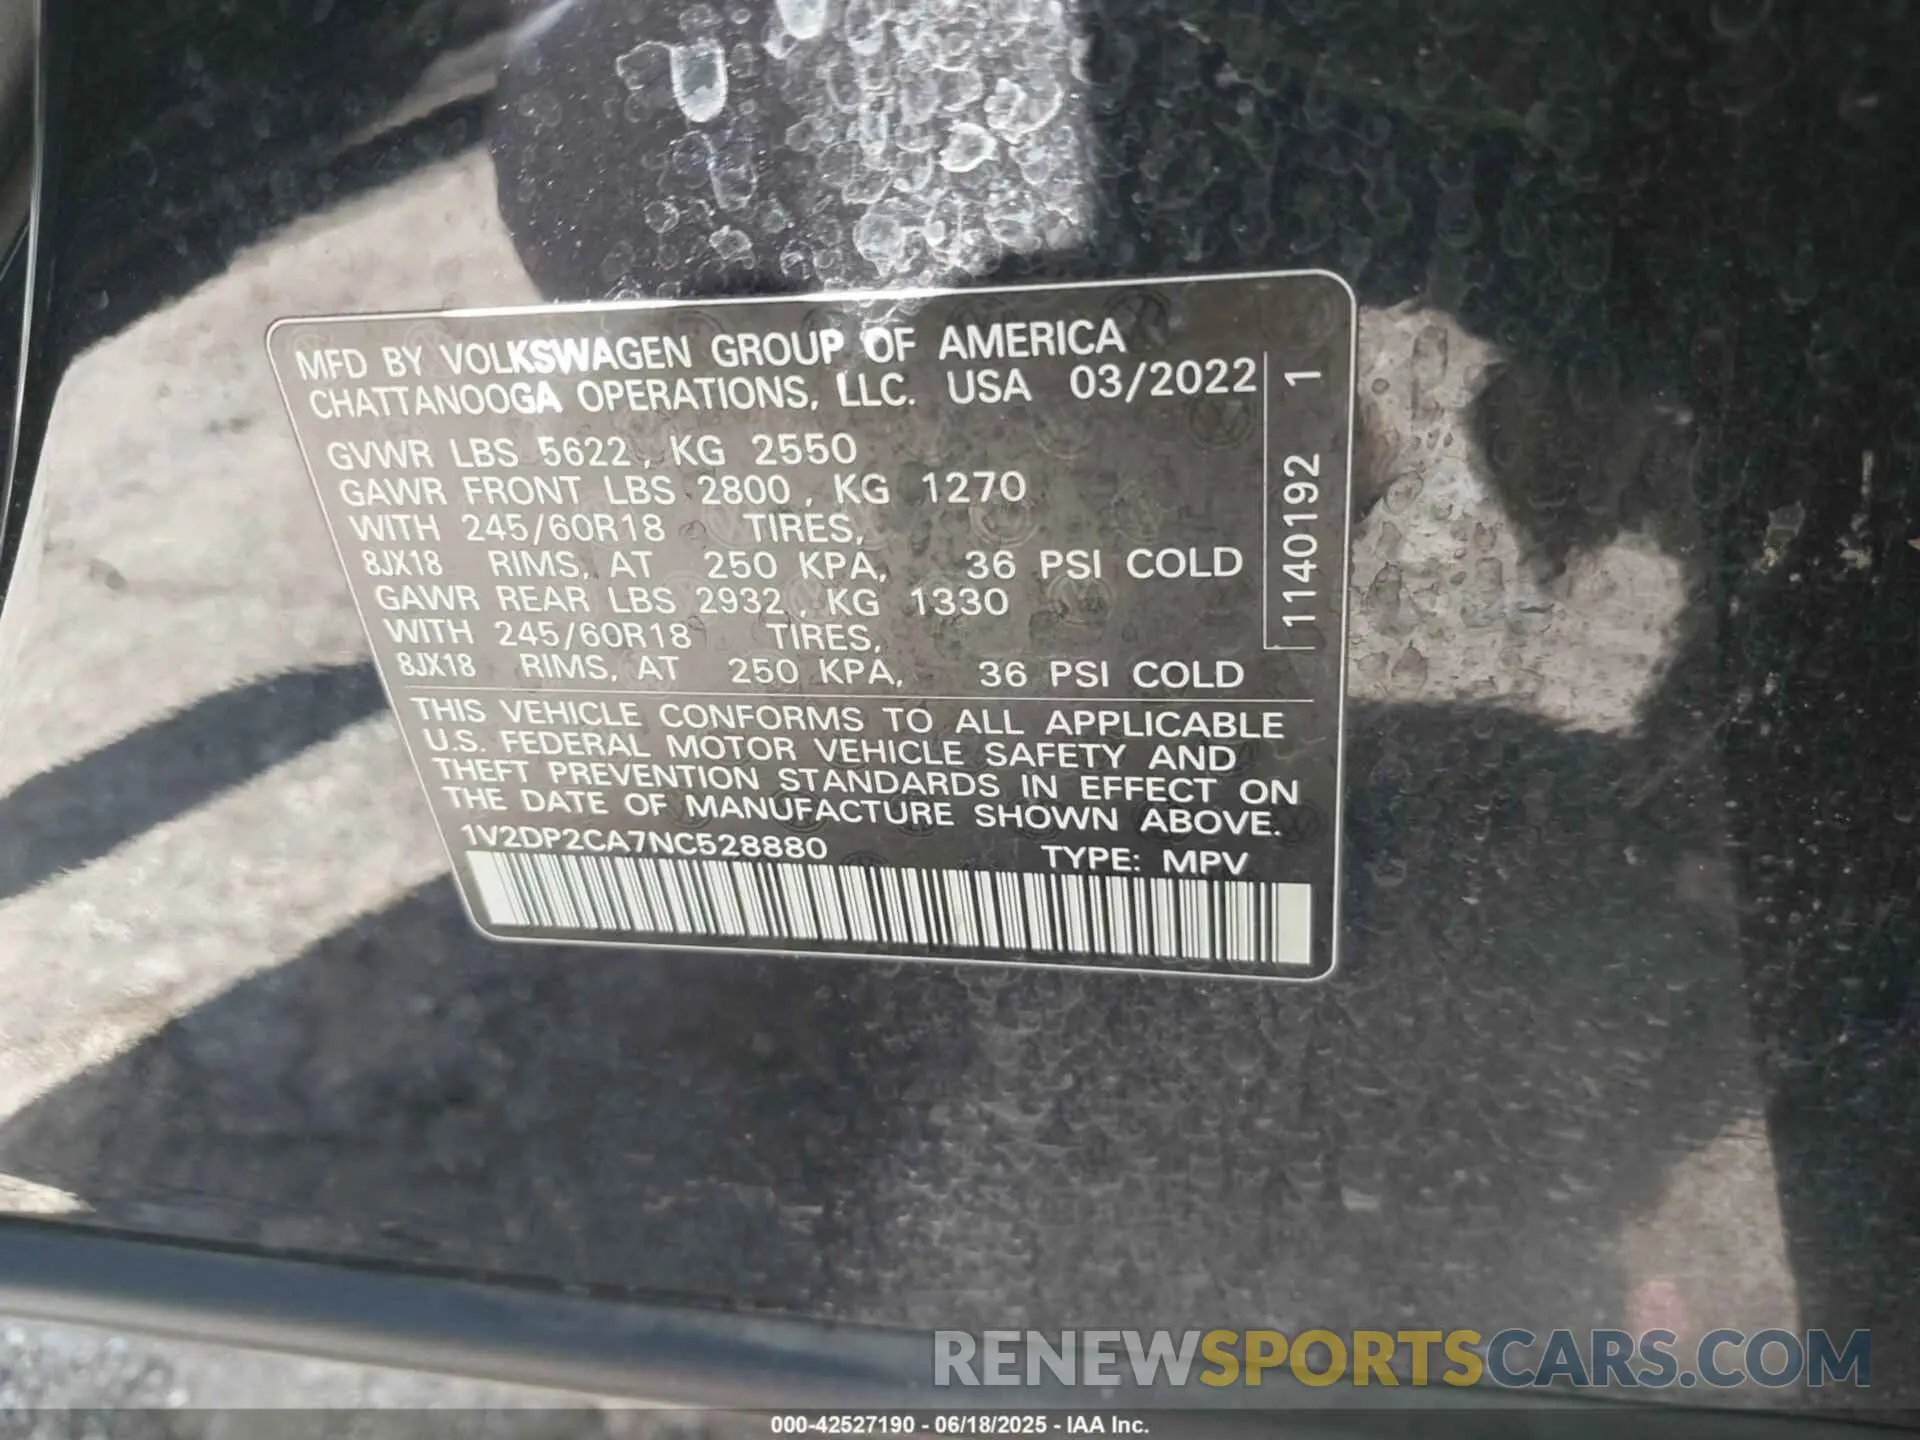 MFD BY VOLKSWAGEN GROUP OF AMERICA
CHATTANOOGA OPERATIONS, LLC. USA 03/2022
GVWR LBS 5622, KG 2550
GAWR FRONT LBS 2800, KG 1270
WITH 245/60R18 TIRES,
8JX18 RIMS, AT 250 KPA, 36 PSI COLD
GAWR REAR LBS 2932, KG 1330
WITH 245/60R18 TIRES,
8JX18 RIMS, AT 250 KPA, 36 PSI COLD
1140192 1
THIS VEHICLE CONFORMS TO ALL APPLICABLE
U.S. FEDERAL MOTOR VEHICLE SAFETY AND
THEFT PREVENTION STANDARDS IN EFFECT ON
THE DATE OF MANUFACTURE SHOWN ABOVE.
1V2DP2CA7NC528880 TYPE: MPV
RENEWSPORTSCARS.COM
000-42527190 - 06/18/2025 - IAA Inc.